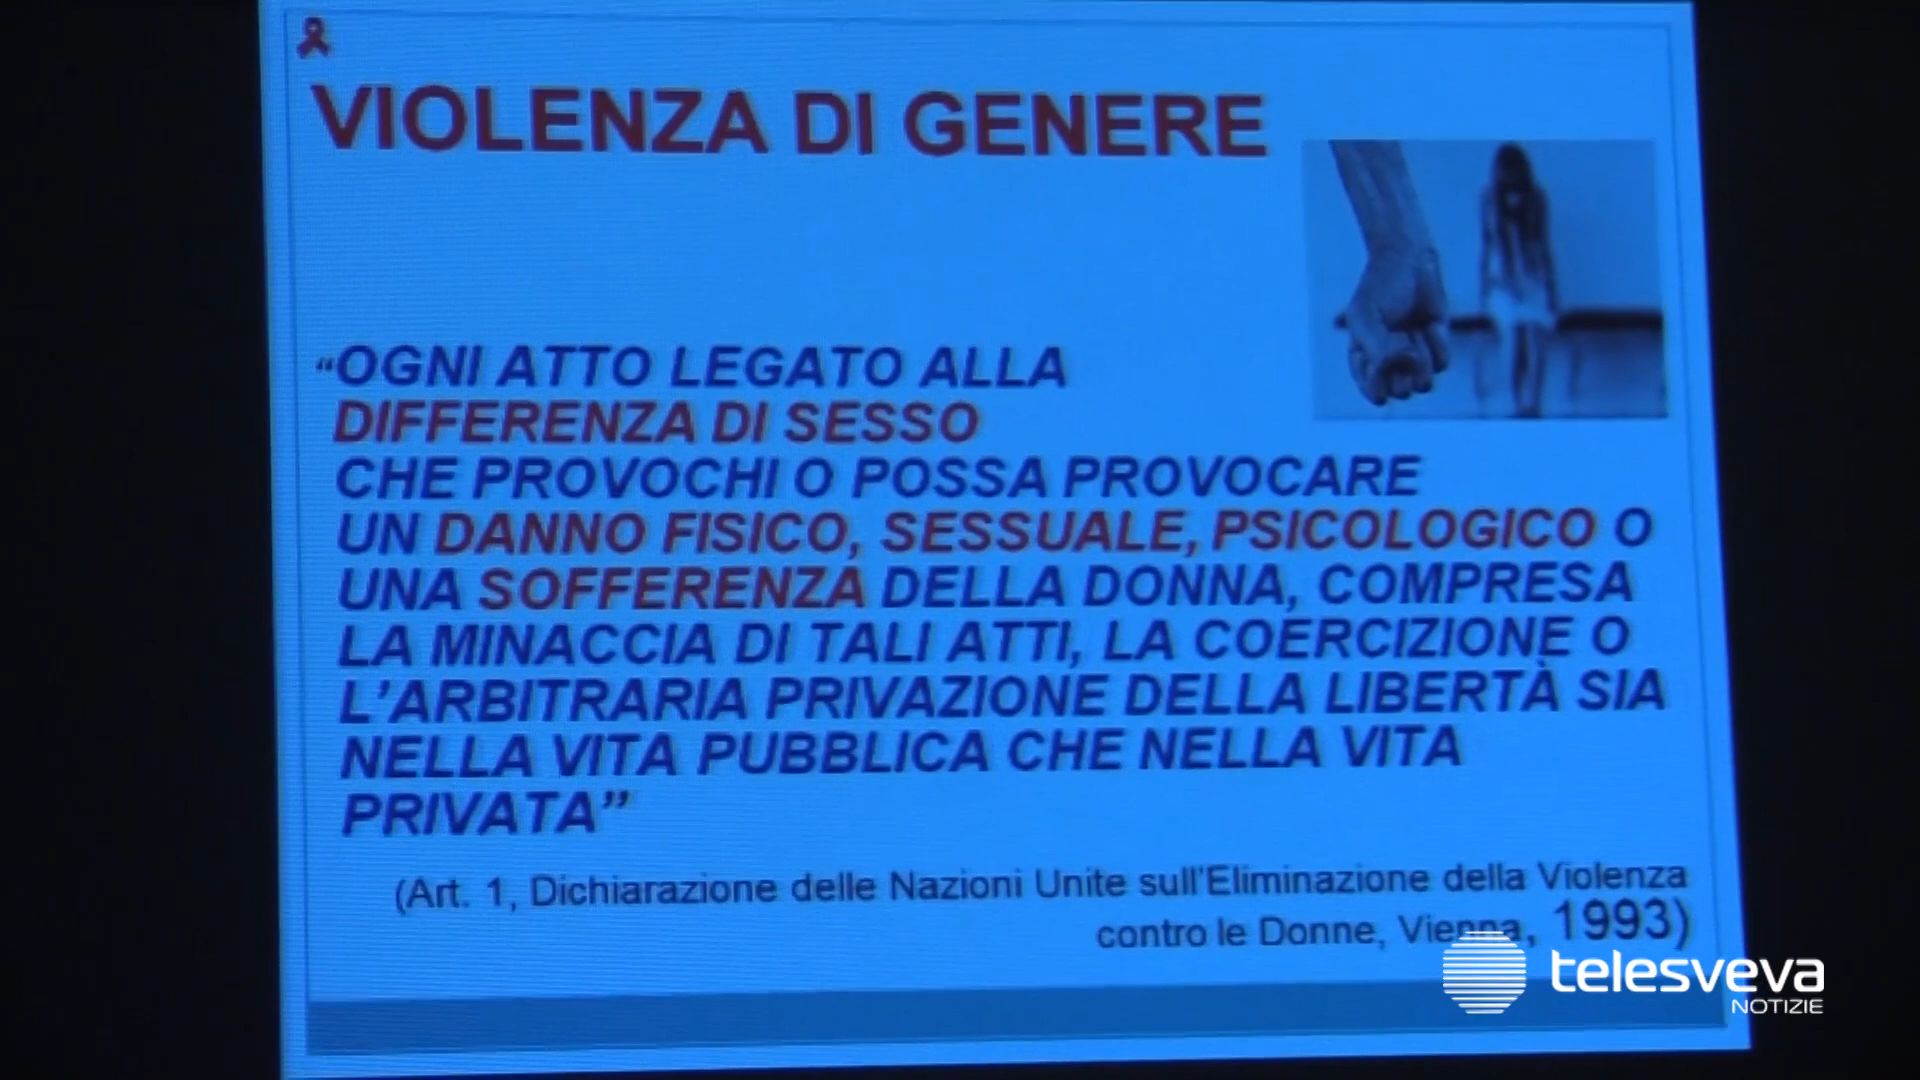 VIOLENZA DI GENERE
“OGNI ATTO LEGATO ALLA
DIFFERENZA DI SESSO
CHE PROVOCHI O POSSA PROVOCARE
UN DANNO FISICO, SESSUALE, PSICOLOGICO O
UNA SOFFERENZA DELLA DONNA, COMPRESA
LA MINACCIA DI TALI ATTI, LA COERCIZIONE O
L’ARBITRARIA PRIVAZIONE DELLA LIBERTÀ SIA
NELLA VITA PUBBLICA CHE NELLA VITA
PRIVATA”
(Art. 1, Dichiarazione delle Nazioni Unite sull'Eliminazione della Violenza
contro le Donne, Vienna, 1993)
telesveva
NOTIZIE